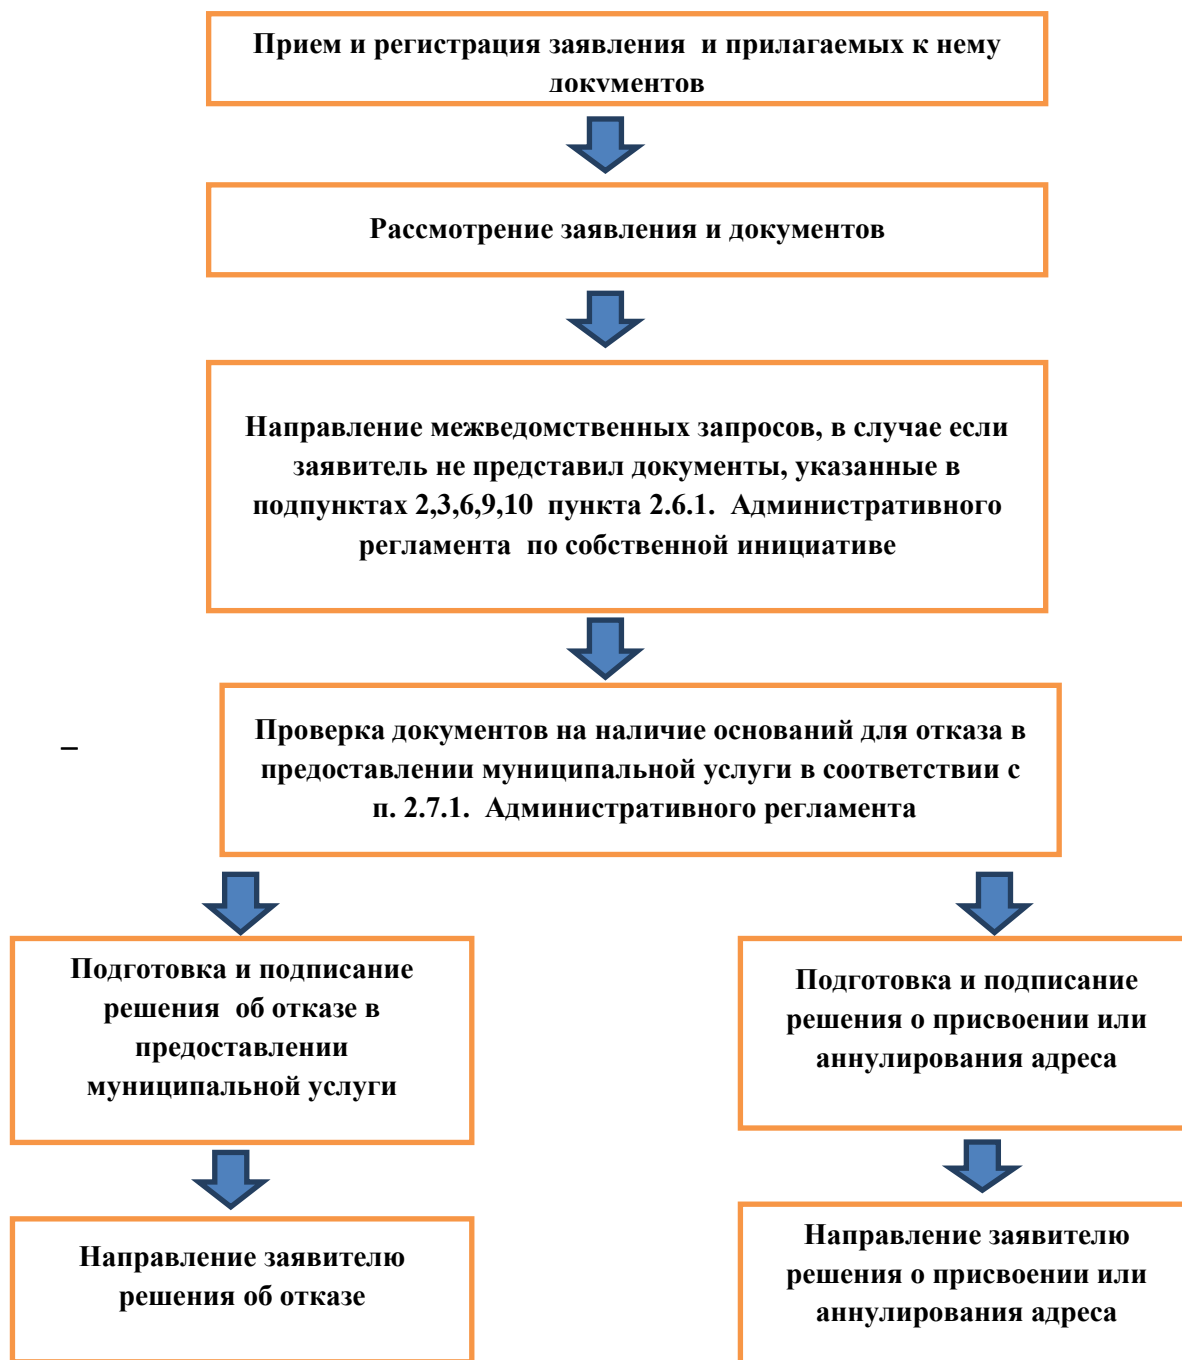 Прием и регистрация заявления  и прилагаемых к нему
документов
Рассмотрение заявления и документов
Направление межведомственных запросов, в случае если
заявитель не представил документы, указанные в
подпунктах 2,3,6,9,10  пункта 2.6.1.  Административного
регламента  по собственной инициативе
Проверка документов на наличие оснований для отказа в
предоставлении муниципальной услуги в соответствии с
п. 2.7.1.  Административного регламента
–
Подготовка и подписание
решения  об отказе в
предоставлении
муниципальной услуги
Подготовка и подписание
решения о присвоении или
аннулирования адреса
Направление заявителю
решения об отказе
Направление заявителю
решения о присвоении или
аннулирования адреса